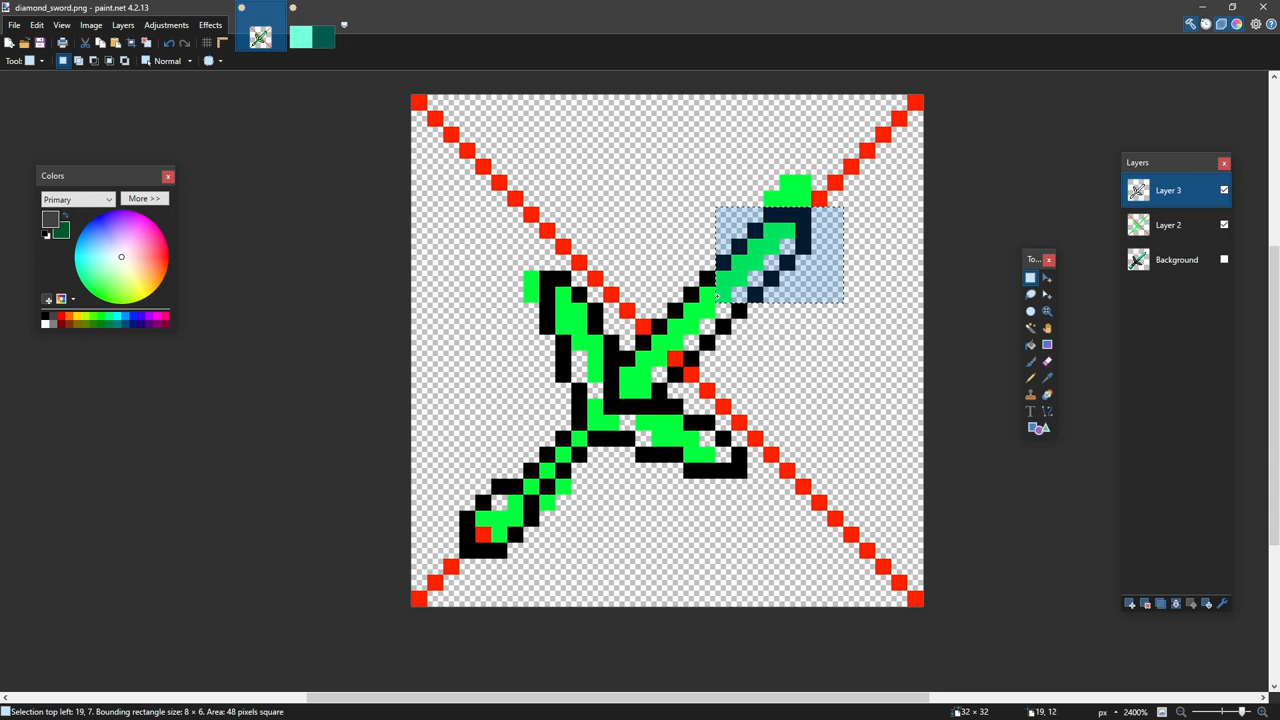 diamond_sword.png - paint.net 4.2.13
File Edit View Image Layers Adjustments Effects
Tool: Normal
Colors
Primary More >>
Layers
Layer 3
Layer 2
Background
To...
Selection top left: 19, 7. Bounding rectangle size: 8 × 6. Area: 48 pixels square
32 × 32 19, 12 px 2400%